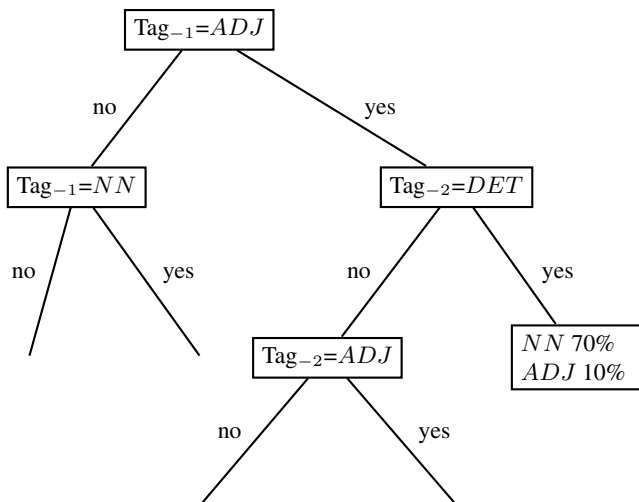 Tag₋₁=ADJ
no
yes
Tag₋₁=NN
Tag₋₂=DET
no
yes
no
yes
Tag₋₂=ADJ
NN 70%
ADJ 10%
no
yes